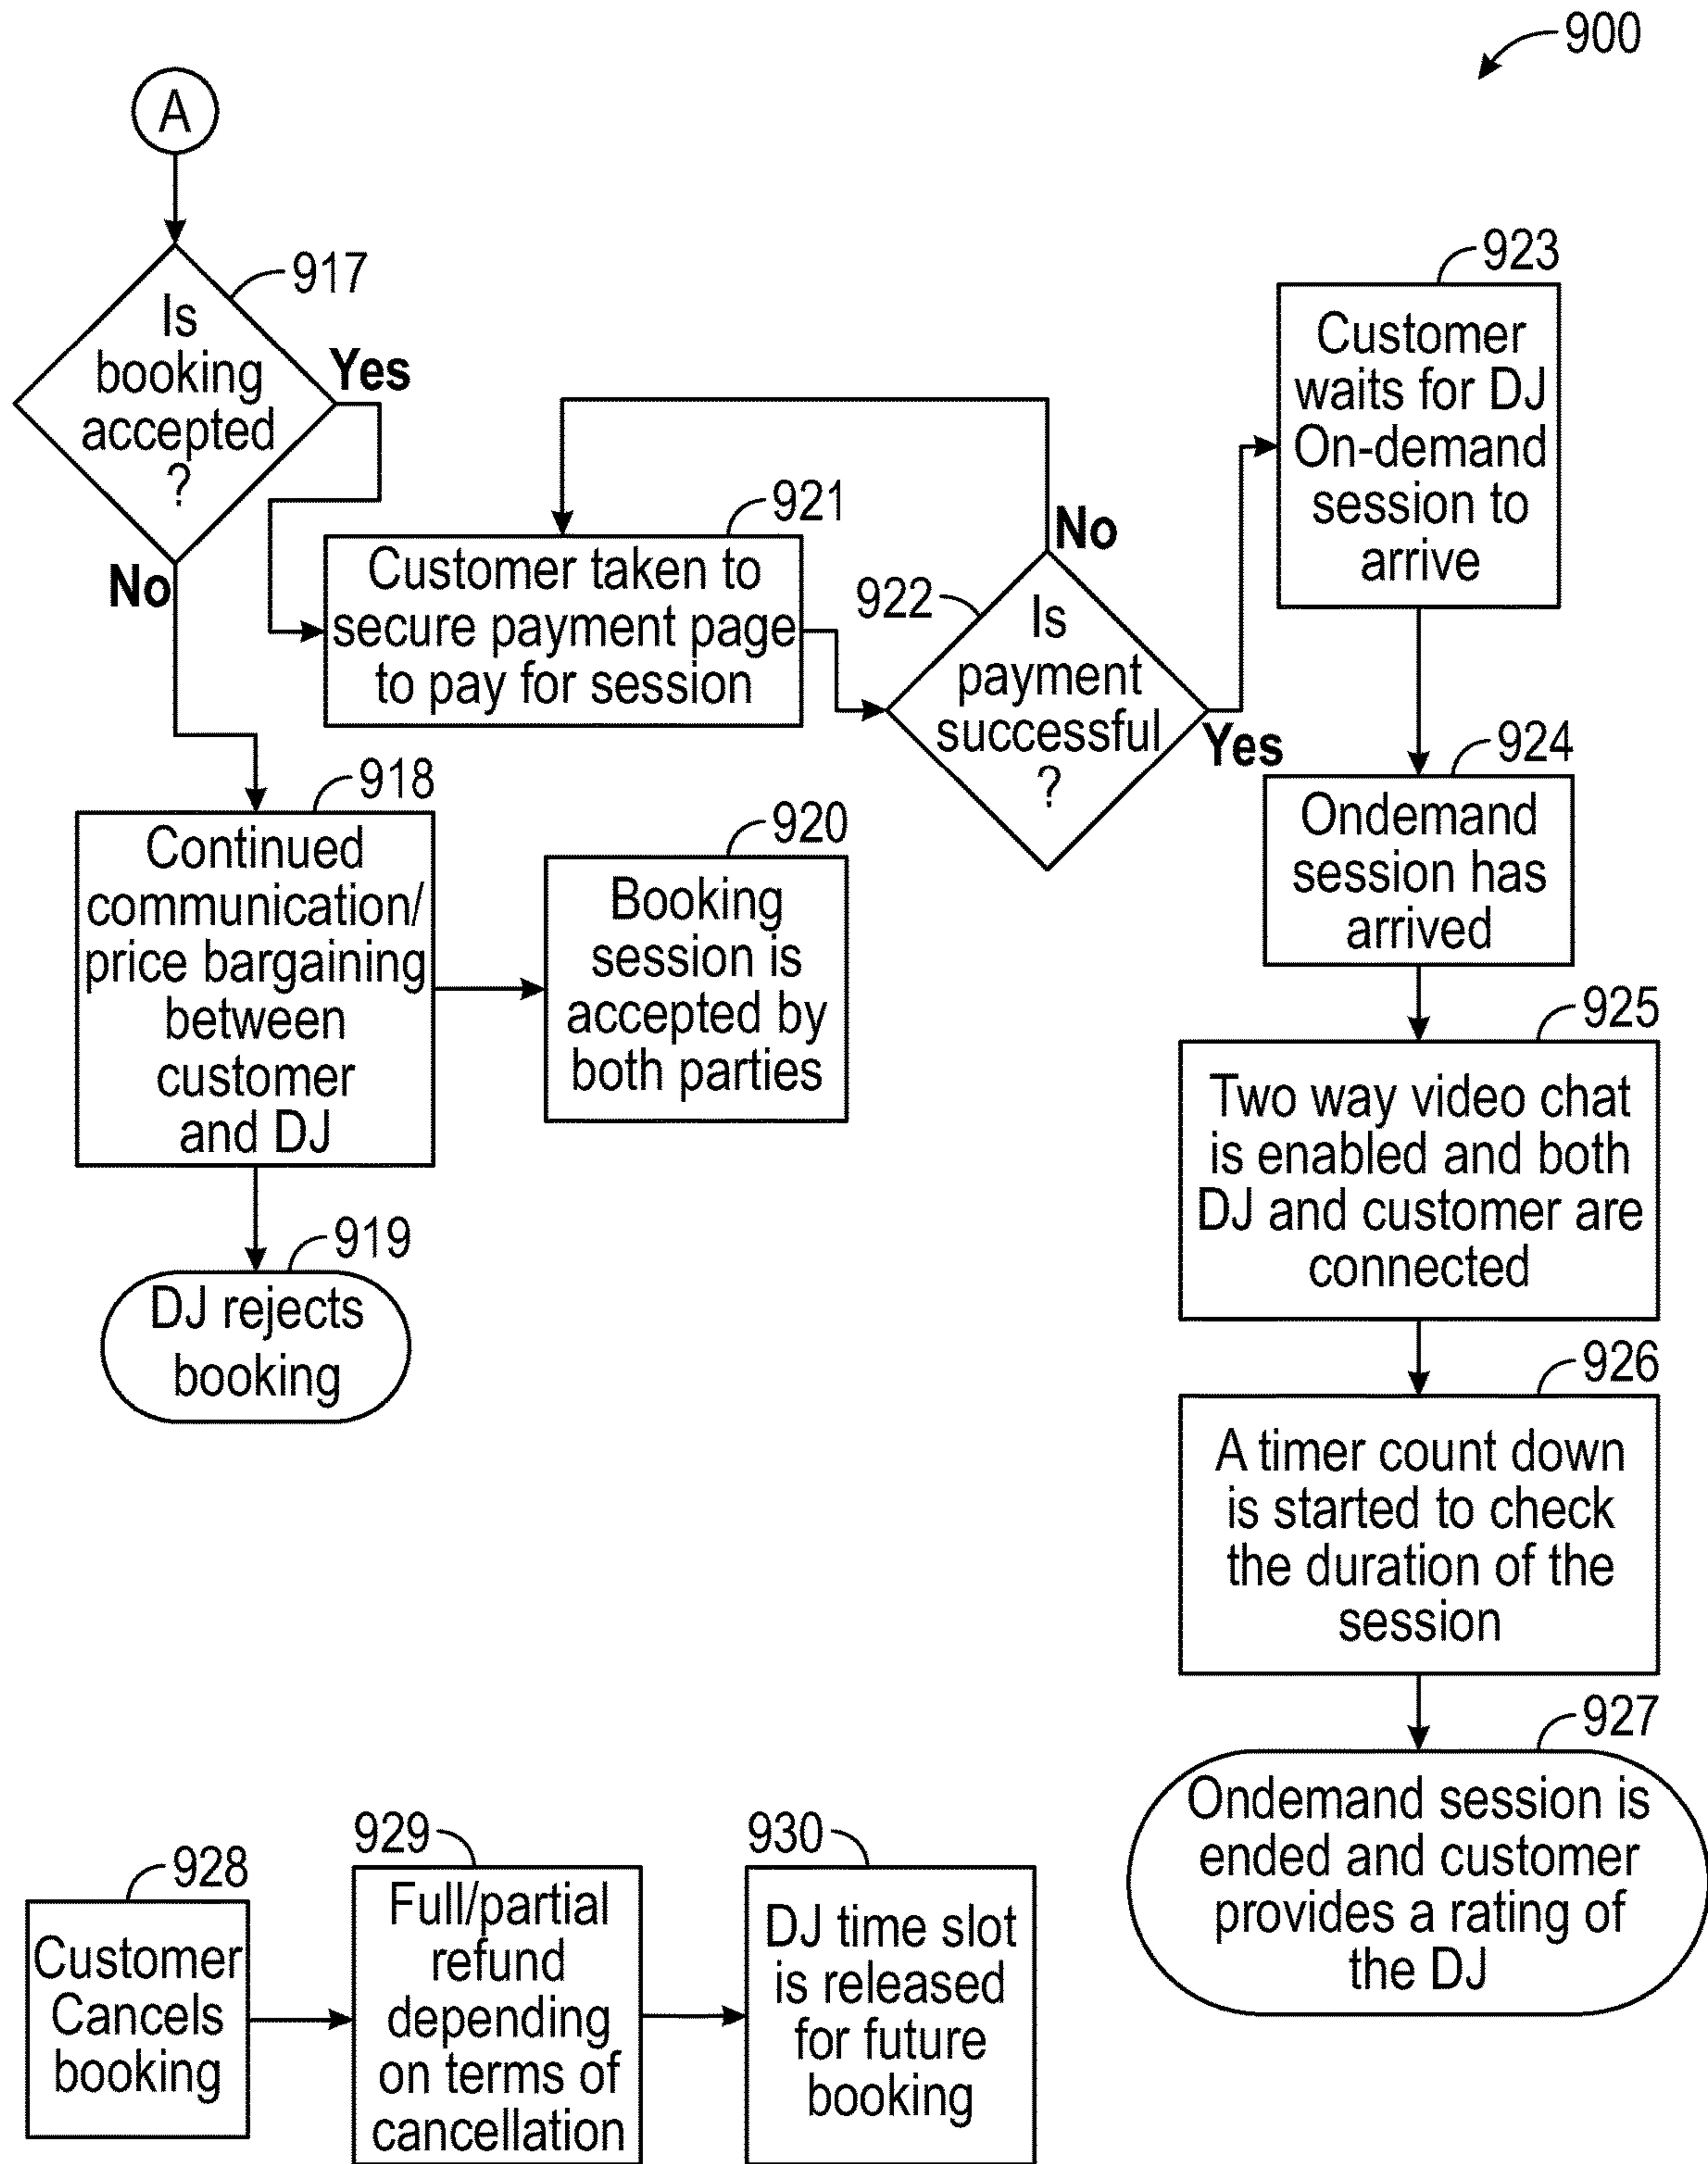 900
A
917
Is
booking
accepted
?
Yes
No
921
Customer taken to
secure payment page
to pay for session
922
Is
payment
successful
?
No
Yes
923
Customer
waits for DJ
On-demand
session to
arrive
924
Ondemand
session has
arrived
918
Continued
communication/
price bargaining
between
customer
and DJ
920
Booking
session is
accepted by
both parties
919
DJ rejects
booking
925
Two way video chat
is enabled and both
DJ and customer are
connected
926
A timer count down
is started to check
the duration of the
session
927
Ondemand session is
ended and customer
provides a rating of
the DJ
928
Customer
Cancels
booking
929
Full/partial
refund
depending
on terms of
cancellation
930
DJ time slot
is released
for future
booking